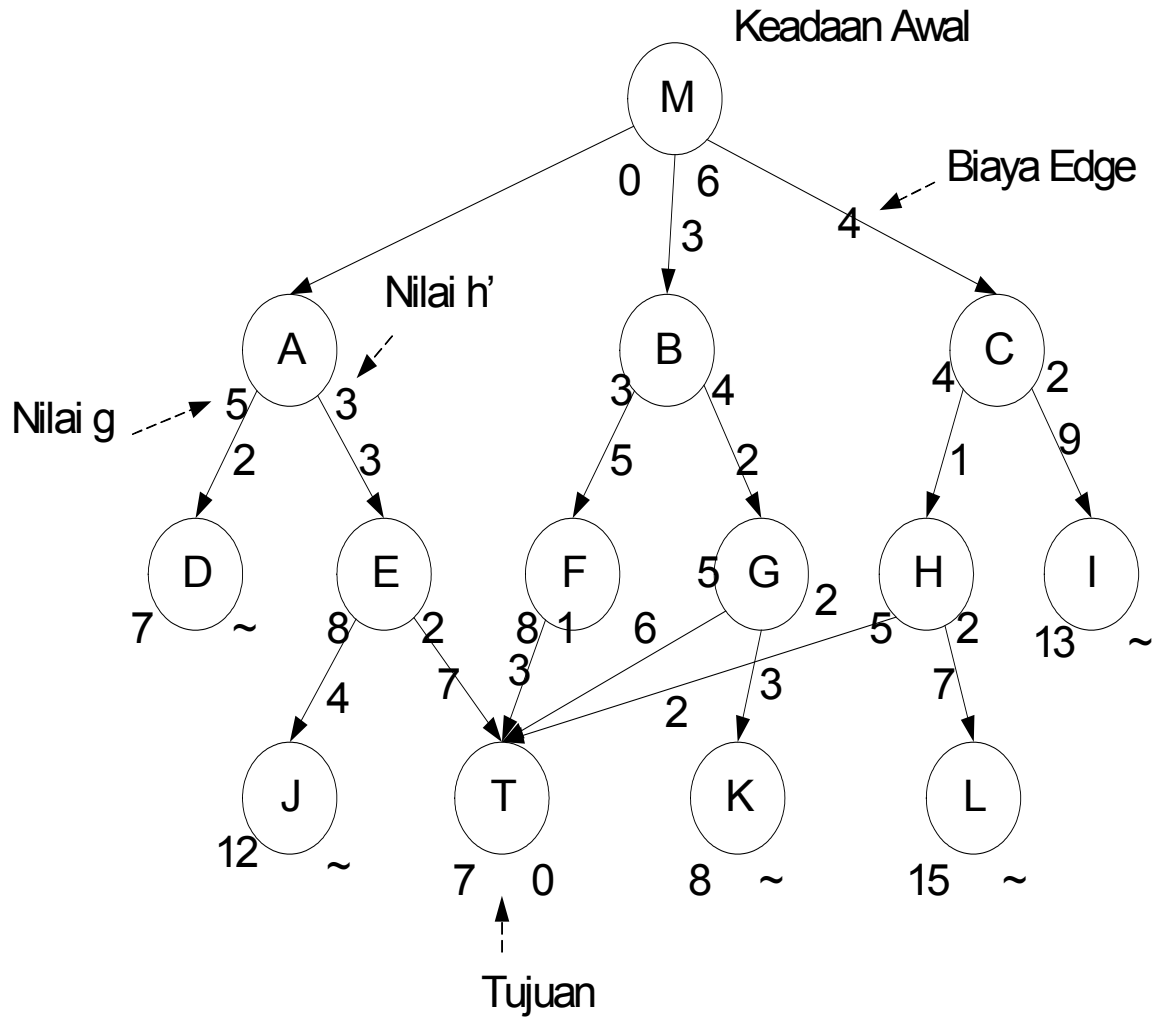 Keadaan Awal
M
Biaya Edge
0 6
4
3
Nilai h'
A B C
Nilai g
5 3 3 4 4 2
2 3 5 2 1 9
D E F G H I
5 2
7 ~ 8 2 8 1 6 5 2 13 ~
4 7 3 2 3 7
J T K L
12 ~ 7 0 8 ~ 15 ~
Tujuan